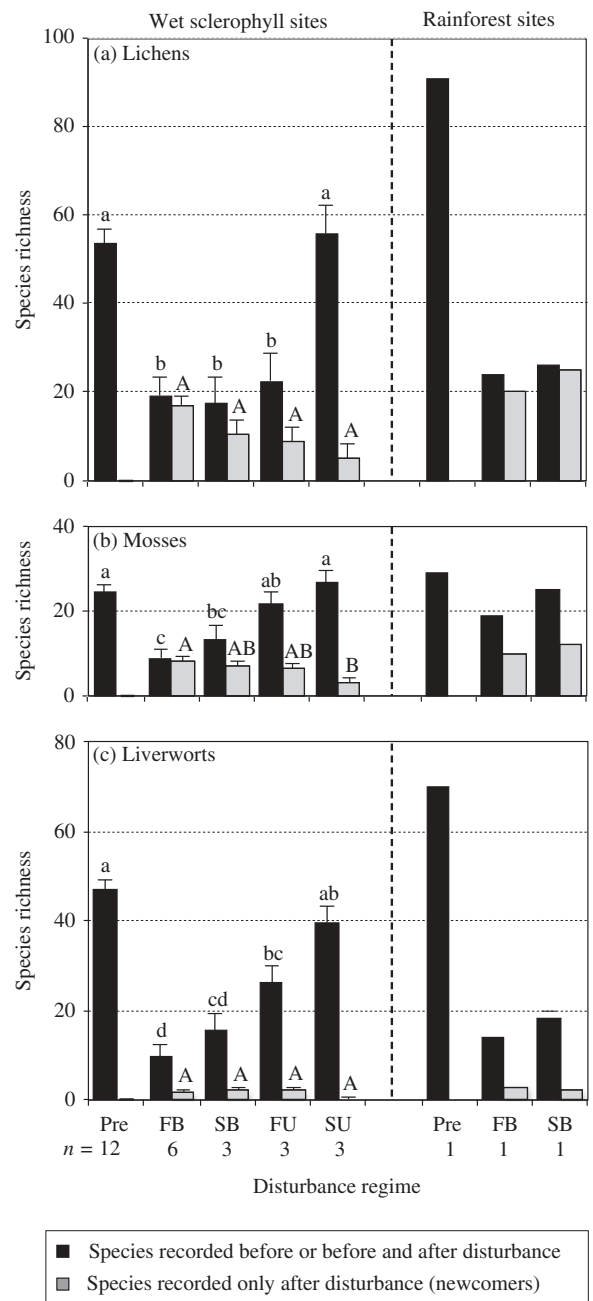 Wet sclerophyll sites Rainforest sites
100
(a) Lichens
80
60
40
20
0
Species richness
a b A b A b A a A
40
(b) Mosses
20
0
Species richness
a c A bc AB ab AB a B
80
(c) Liverworts
60
40
20
0
Species richness
a d A cd A bc A ab A
Pre FB SB FU SU Pre FB SB
n = 12 6 3 3 3 1 1 1
Disturbance regime
Species recorded before or before and after disturbance
Species recorded only after disturbance (newcomers)